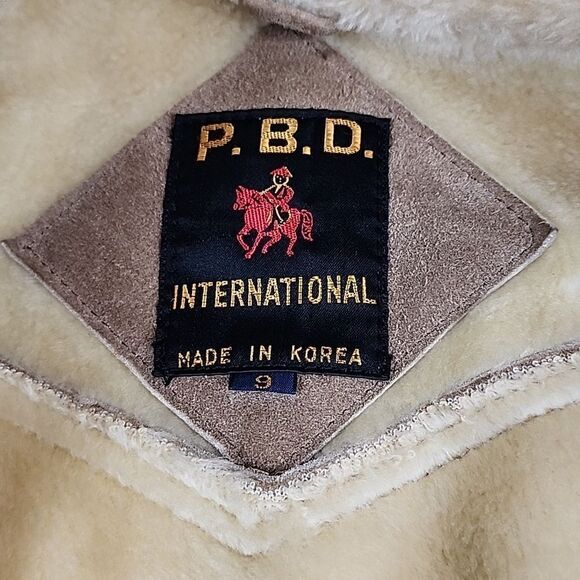 P.B.D.
INTERNATIONAL
MADE IN KOREA
9